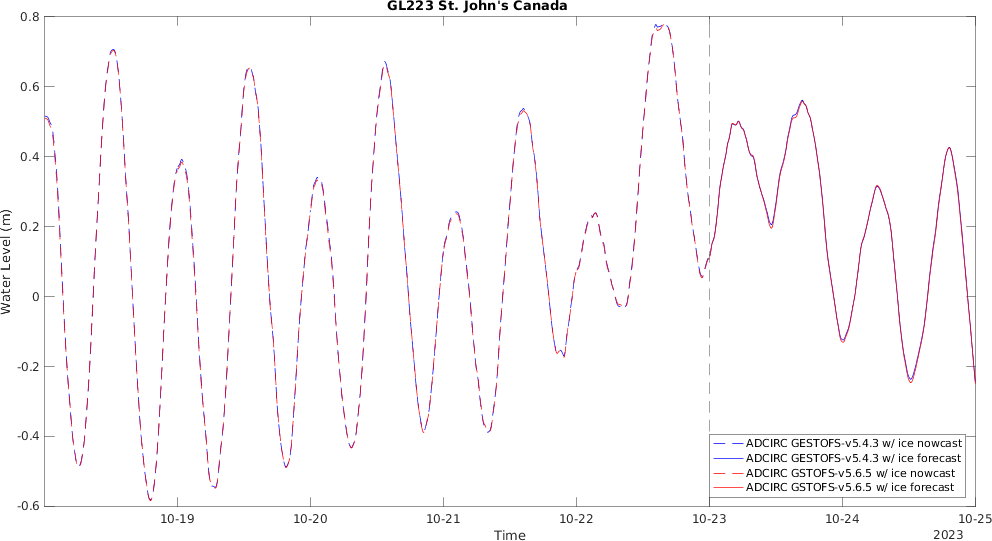 GL223 St. John's Canada
0.8
0.6
0.4
0.2
0
-0.2
-0.4
-0.6
Water Level (m)
ADCIRC GESTOFS-v5.4.3 w/ ice nowcast
ADCIRC GESTOFS-v5.4.3 w/ ice forecast
ADCIRC GSTOFS-v5.6.5 w/ ice nowcast
ADCIRC GSTOFS-v5.6.5 w/ ice forecast
10-19 10-20 10-21 10-22 10-23 10-24 10-25
Time
2023